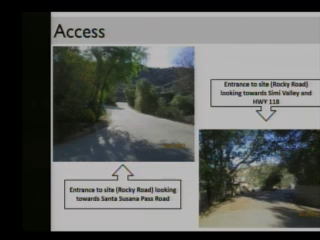 Access
Entrance to site (Rocky Road)
looking towards Simi Valley and
HWY 118
Entrance to site (Rocky Road) looking
towards Santa Susana Pass Road